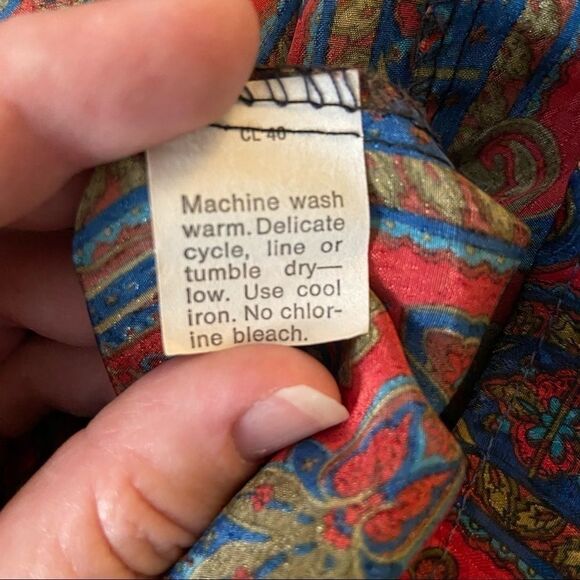 CL 40
Machine wash
warm. Delicate
cycle, line or
tumble dry—
low. Use cool
iron. No chlor-
ine bleach.